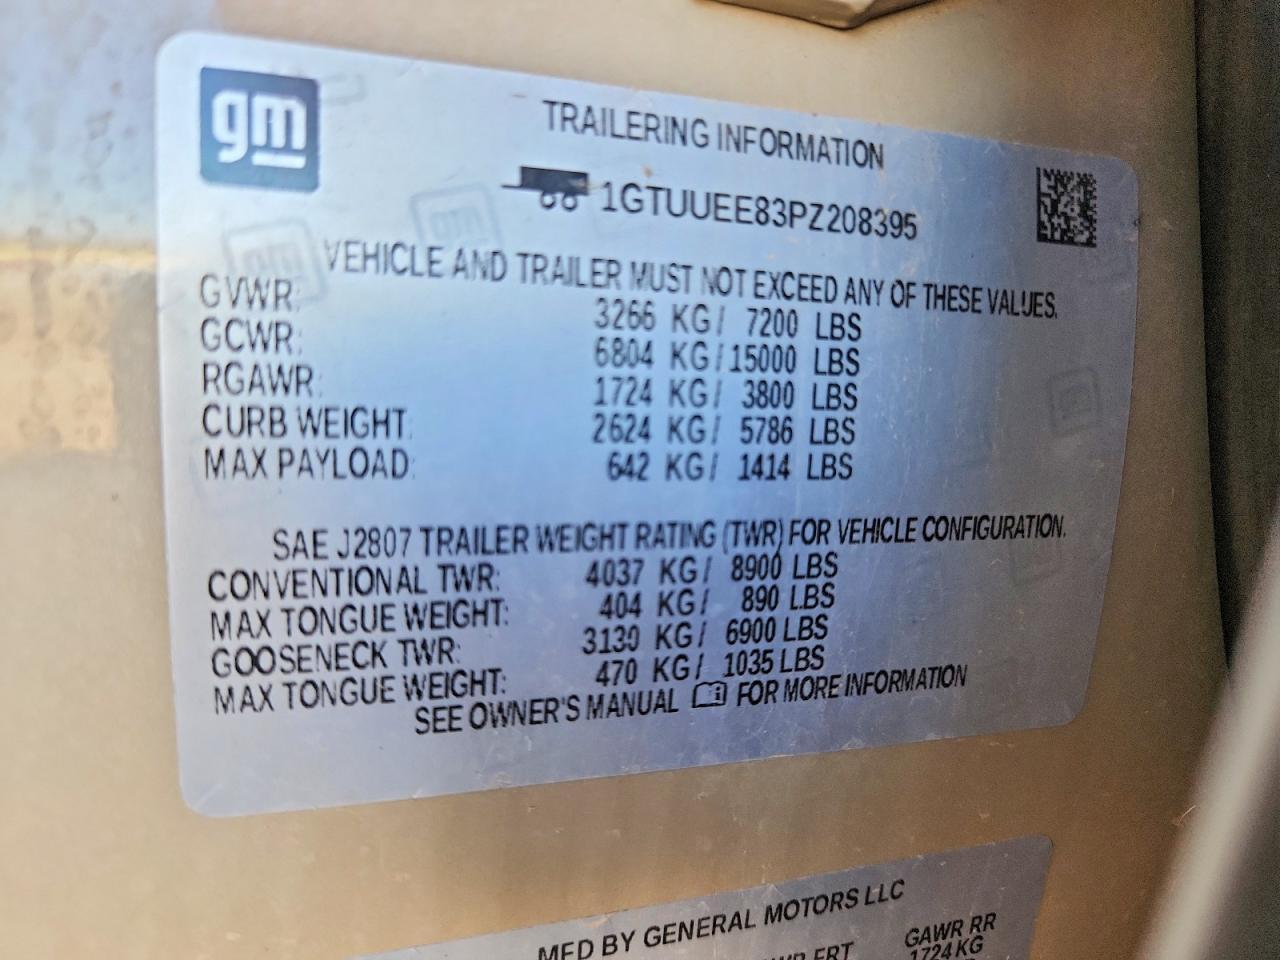 gm
TRAILERING INFORMATION
1GTUUEE83PZ208395
VEHICLE AND TRAILER MUST NOT EXCEED ANY OF THESE VALUES.
GVWR: 3266 KG/ 7200 LBS
GCWR: 6804 KG/ 15000 LBS
RGAWR: 1724 KG/ 3800 LBS
CURB WEIGHT: 2624 KG/ 5786 LBS
MAX PAYLOAD: 642 KG/ 1414 LBS
SAE J2807 TRAILER WEIGHT RATING (TWR) FOR VEHICLE CONFIGURATION.
CONVENTIONAL TWR: 4037 KG/ 8900 LBS
MAX TONGUE WEIGHT: 404 KG/ 890 LBS
GOOSENECK TWR: 3130 KG/ 6900 LBS
MAX TONGUE WEIGHT: 470 KG/ 1035 LBS
SEE OWNER'S MANUAL FOR MORE INFORMATION
MFD BY GENERAL MOTORS LLC
FRT GAWR RR
1724KG